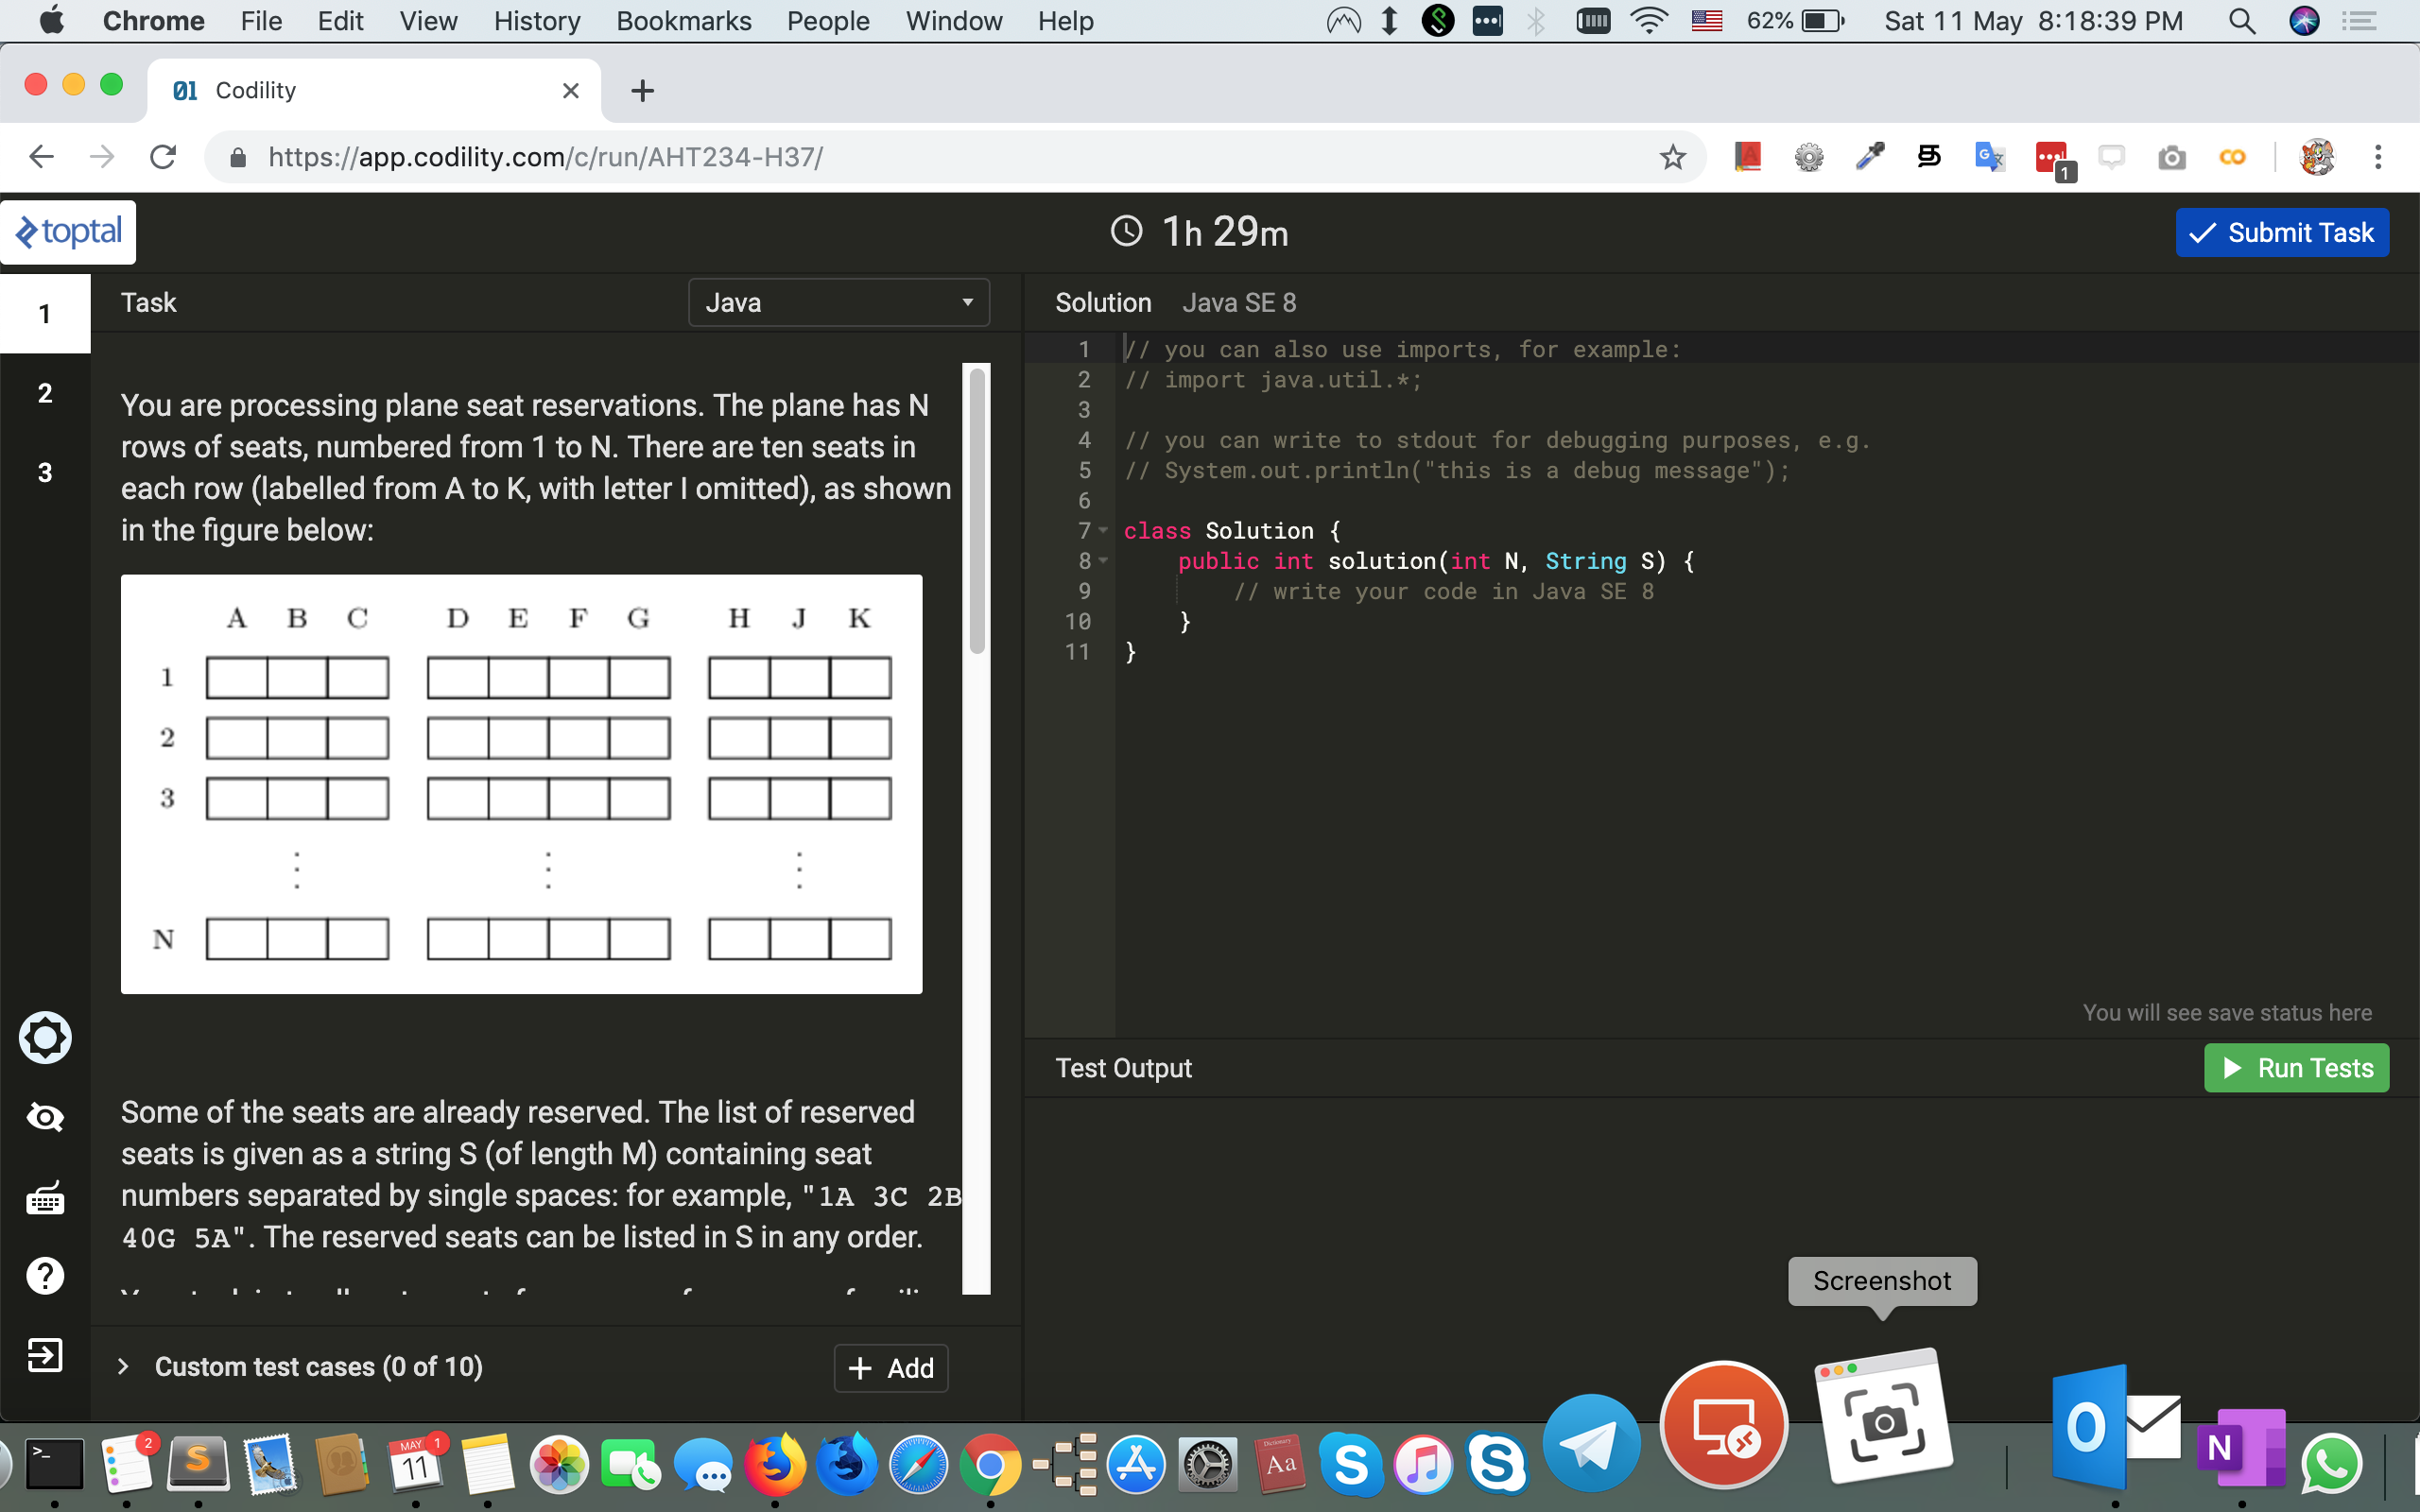 Chrome File Edit View History Bookmarks People Window Help 62% Sat 11 May 8:18:39 PM
01 Codility
https://app.codility.com/c/run/AHT234-H37/
1
toptal 1h 29m Submit Task
1 Task Java Solution Java SE 8
2
3
You are processing plane seat reservations. The plane has N
rows of seats, numbered from 1 to N. There are ten seats in
each row (labelled from A to K, with letter I omitted), as shown
in the figure below:
A B C D E F G H J K
1
2
3
N
Some of the seats are already reserved. The list of reserved
seats is given as a string S (of length M) containing seat
numbers separated by single spaces: for example, "1A 3C 2B
40G 5A". The reserved seats can be listed in S in any order.
Custom test cases (0 of 10) + Add
1 // you can also use imports, for example:
2 // import java.util.*;
3
4 // you can write to stdout for debugging purposes, e.g.
5 // System.out.println("this is a debug message");
6
7 class Solution {
8 public int solution(int N, String S) {
9 // write your code in Java SE 8
10 }
11 }
You will see save status here
Test Output Run Tests
Screenshot
2
MAY 1
11
Dictionary
Aa
S
S
S
O
N